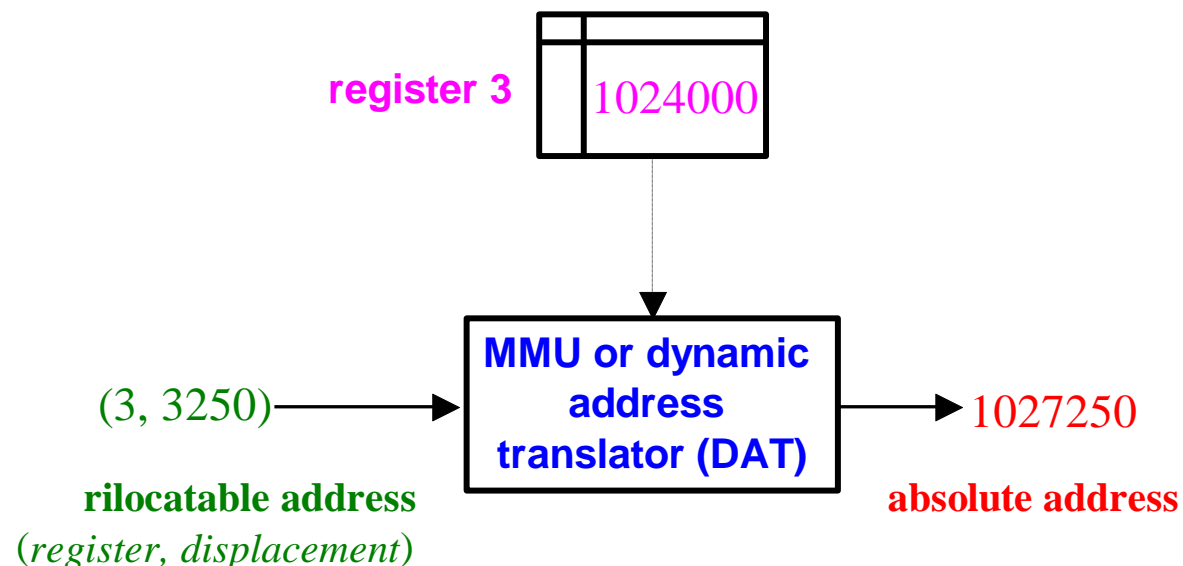 register 3
1024000
MMU or dynamic
address
translator (DAT)
(3, 3250)
1027250
rilocatable address
(register, displacement)
absolute address